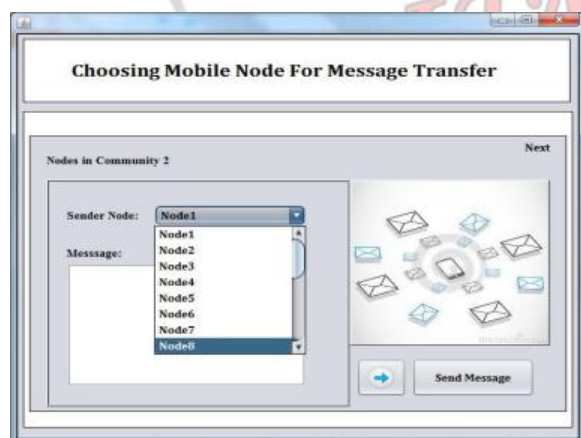 Choosing Mobile Node For Message Transfer
Next
Nodes in Community 2
Sender Node: Node1
Node1
Messsage:
Node2
Node3
Node4
Node5
Node6
Node7
Node8
Send Message